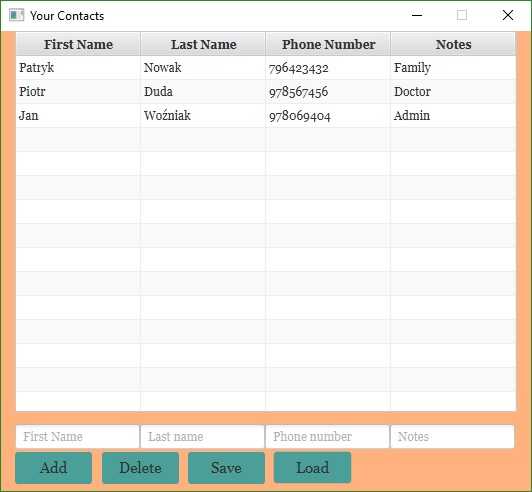 Your Contacts
First Name Last Name Phone Number Notes
Patryk Nowak 796423432 Family
Piotr Duda 978567456 Doctor
Jan Woźniak 978069404 Admin
First Name Last name Phone number Notes
Add Delete Save Load